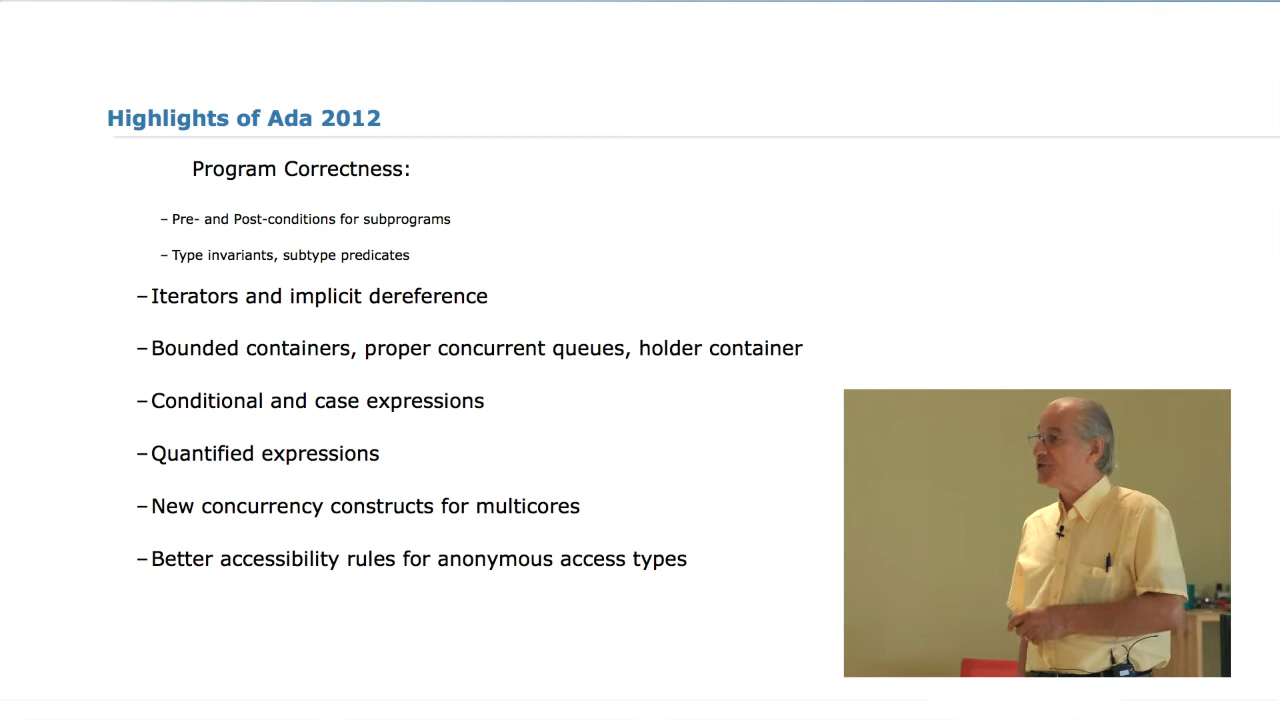 Highlights of Ada 2012
Program Correctness:
– Pre- and Post-conditions for subprograms
– Type invariants, subtype predicates
– Iterators and implicit dereference
– Bounded containers, proper concurrent queues, holder container
– Conditional and case expressions
– Quantified expressions
– New concurrency constructs for multicores
– Better accessibility rules for anonymous access types